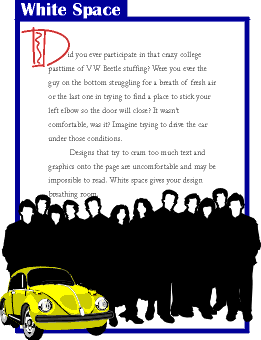 White Space
Did you ever participate in that crazy college
pasttime of VW Beetle stuffing? Were you ever the
guy on the bottom struggling for a breath of fresh air
or the last one in trying to find a place to stick your
left elbow so the door will close? It wasn't
comfortable, was it? Imagine trying to drive the car
under those conditions.
Designs that try to cram too much text and
graphics onto the page are uncomfortable and may be
impossible to read. White space gives your design
breathing room.